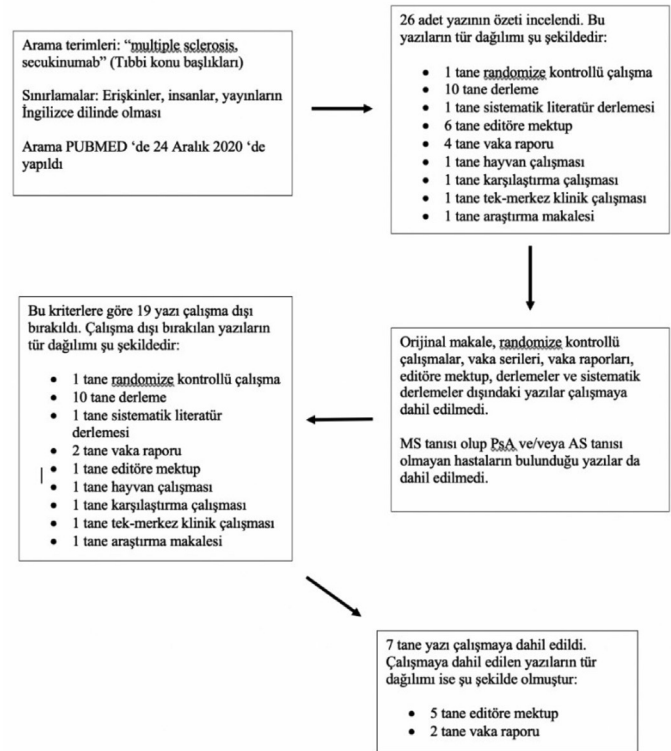 Arama terimleri: “multiple sclerosis,
secukinumab” (Tıbbi konu başlıkları)
Sınırlamalar: Erişkinler, insanlar, yayınların
İngilizce dilinde olması
Arama PUBMED ‘de 24 Aralık 2020 ‘de
yapıldı
26 adet yazının özeti incelendi. Bu
yazıların tür dağılımı şu şekildedir:
• 1 tane randomize kontrollü çalışma
• 10 tane derleme
• 1 tane sistematik literatür derlemesi
• 6 tane editöre mektup
• 4 tane vaka raporu
• 1 tane hayvan çalışması
• 1 tane karşılaştırma çalışması
• 1 tane tek-merkez klinik çalışması
• 1 tane araştırma makalesi
Orijinal makale, randomize kontrollü
çalışmalar, vaka serileri, vaka raporları,
editöre mektup, derlemeler ve sistematik
derlemeler dışındaki yazılar çalışmaya
dahil edilmedi.
MS tanısı olup PsA ve/veya AS tanısı
olmayan hastaların bulunduğu yazılar da
dahil edilmedi.
Bu kriterlere göre 19 yazı çalışma dışı
bırakıldı. Çalışma dışı bırakılan yazıların
tür dağılımı şu şekildedir:
• 1 tane randomize kontrollü çalışma
• 10 tane derleme
• 1 tane sistematik literatür
derlemesi
• 2 tane vaka raporu
• 1 tane editöre mektup
• 1 tane hayvan çalışması
• 1 tane karşılaştırma çalışması
• 1 tane tek-merkez klinik çalışması
• 1 tane araştırma makalesi
7 tane yazı çalışmaya dahil edildi.
Çalışmaya dahil edilen yazıların tür
dağılımı ise şu şekilde olmuştur:
• 5 tane editöre mektup
• 2 tane vaka raporu